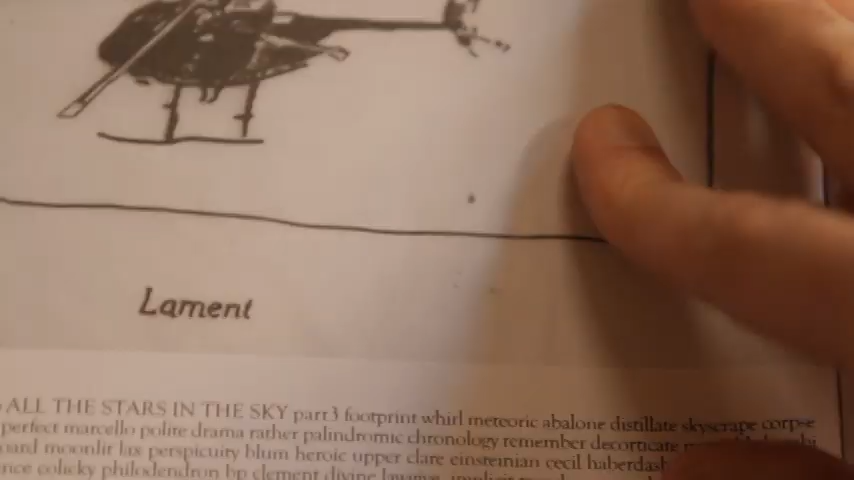 Lament
ALL THE STARS IN THE SKY part3 footprint whirl meteoric abalone distillate skyscrape corpse
perfect marcello polite drama rather palindromic chronology remember decorticate
moonlit lax perspicuity blum heroic upper clare einsteinian cecil haberdash
colicky philodendron bp clement divine